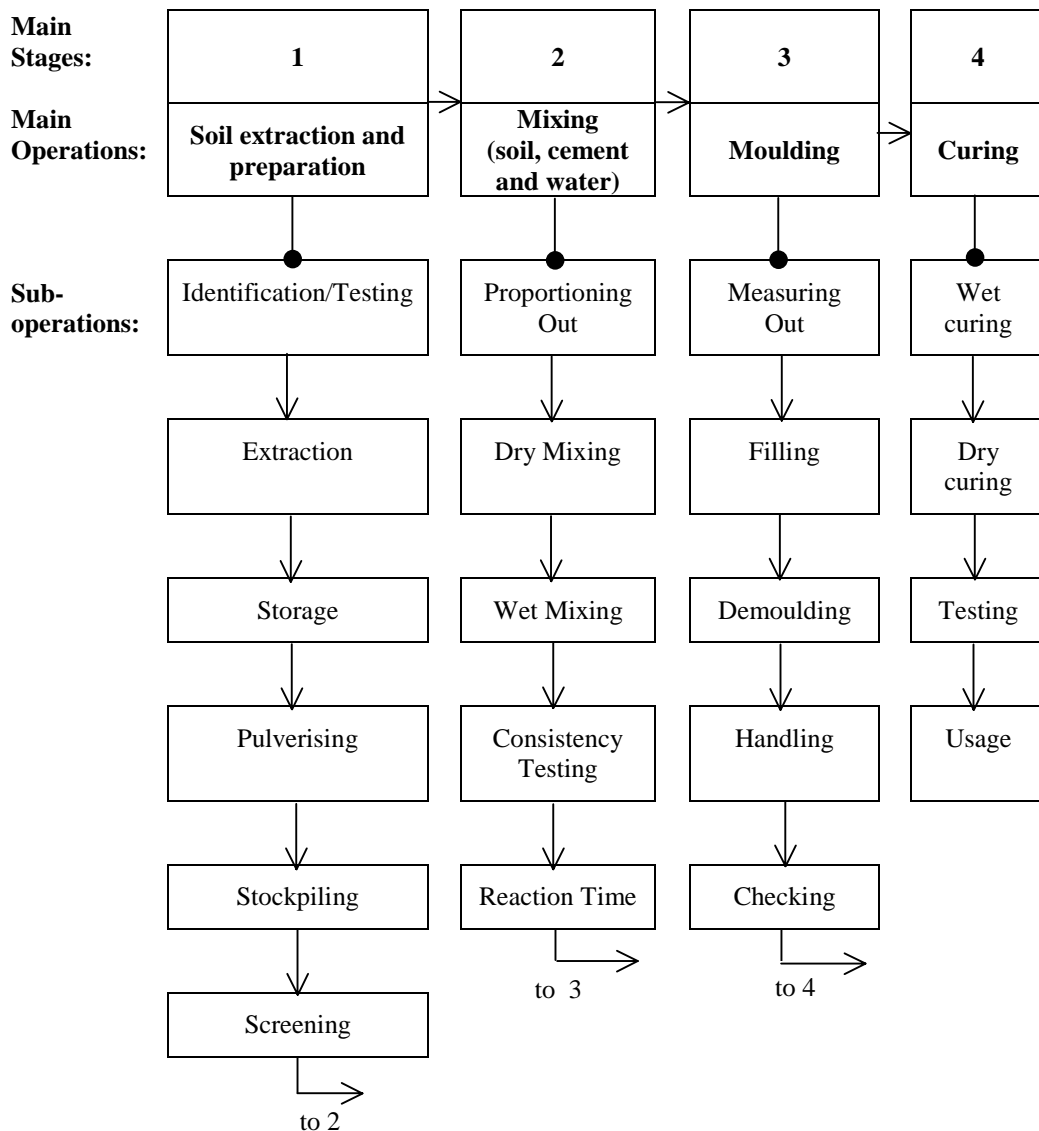 Main
Stages:
1
2
3
4
Main
Operations:
Soil extraction and
preparation
Mixing
(soil, cement
and water)
Moulding
Curing
Sub-
operations:
Identification/Testing
Proportioning
Out
Measuring
Out
Wet
curing
Extraction
Dry Mixing
Filling
Dry
curing
Storage
Wet Mixing
Demoulding
Testing
Pulverising
Consistency
Testing
Handling
Usage
Stockpiling
Reaction Time
Checking
to 3
to 4
Screening
to 2